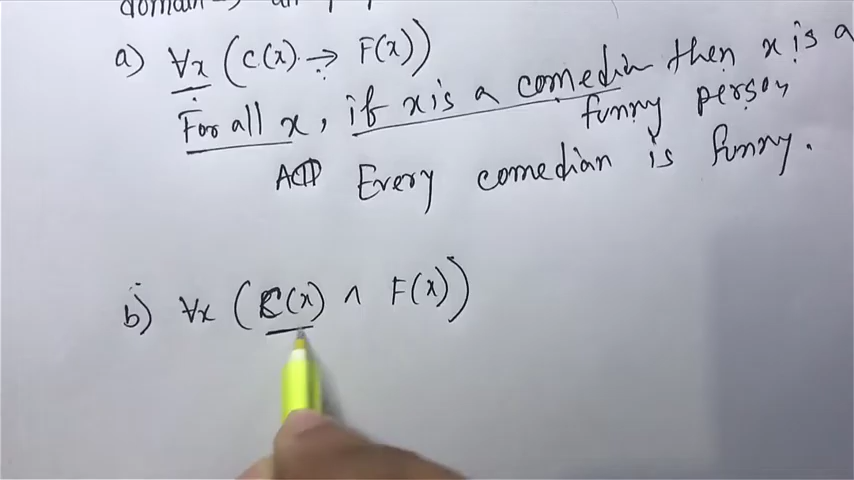 domain
a) ∀x (C(x) → F(x))
For all x, if x is a comedian then x is a
funny person
Every comedian is funny.
b) ∀x (C(x) ∧ F(x))